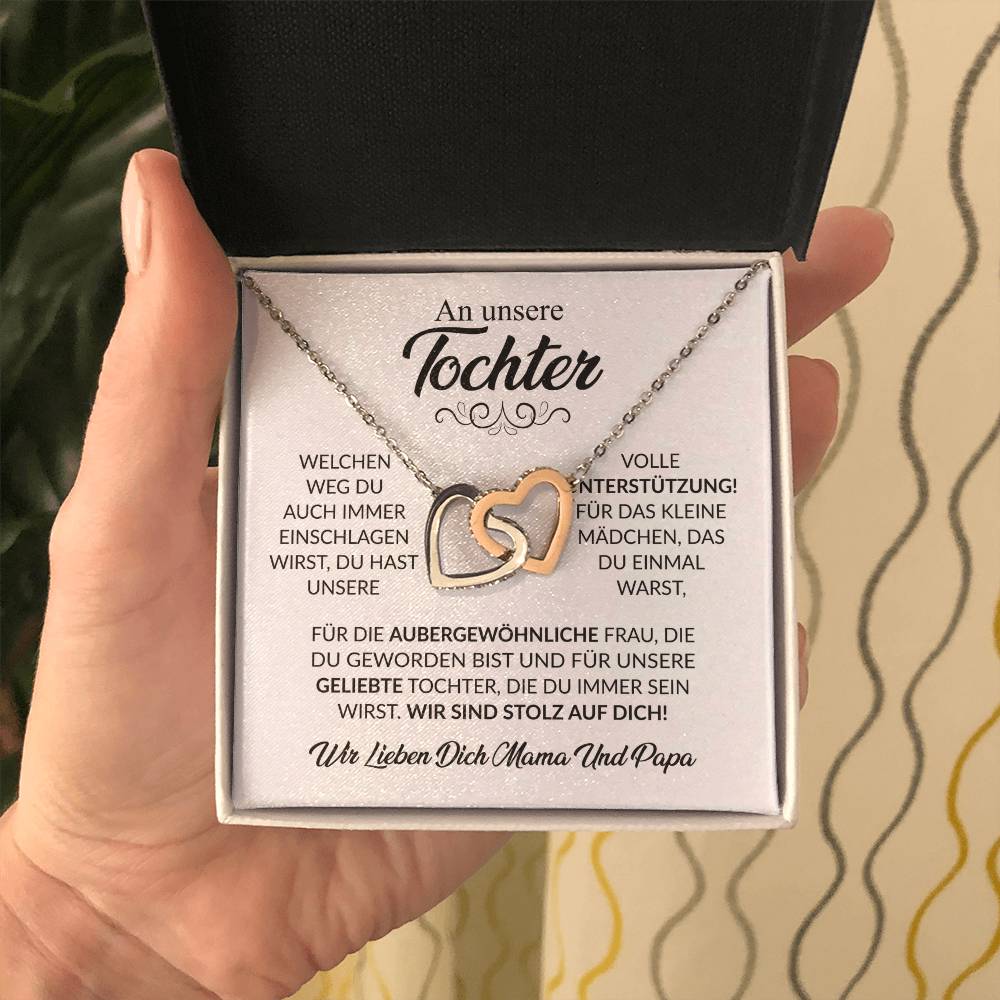 An unsere
Tochter
WELCHEN
WEG DU
AUCH IMMER
EINSCHLAGEN
WIRST, DU HAST
UNSERE
VOLLE
NTERSTÜTZUNG!
FÜR DAS KLEINE
MÄDCHEN, DAS
DU EINMAL
WARST,
FÜR DIE AUBERGEWÖHNLICHE FRAU, DIE
DU GEWORDEN BIST UND FÜR UNSERE
GELIEBTE TOCHTER, DIE DU IMMER SEIN
WIRST. WIR SIND STOLZ AUF DICH!
Wir Lieben Dich Mama Und Papa